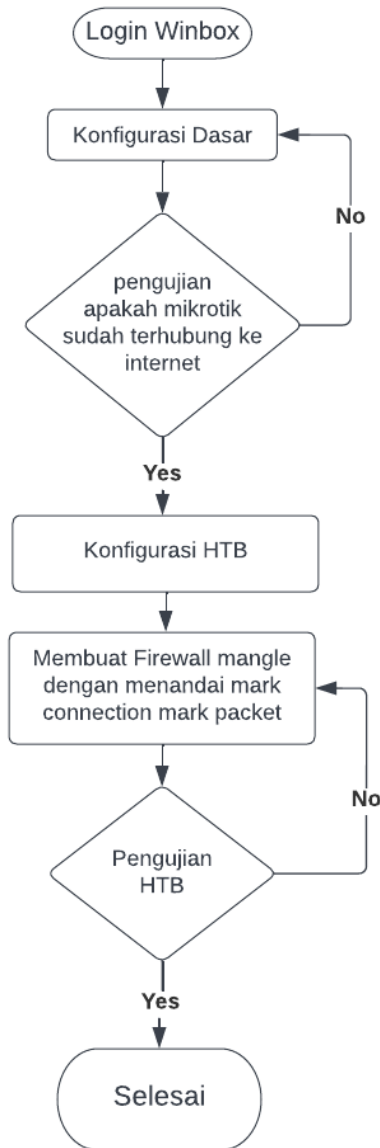 Login Winbox
Konfigurasi Dasar
No
pengujian
apakah mikrotik
sudah terhubung ke
internet
Yes
Konfigurasi HTB
Membuat Firewall mangle
dengan menandai mark
connection mark packet
No
Pengujian
HTB
Yes
Selesai